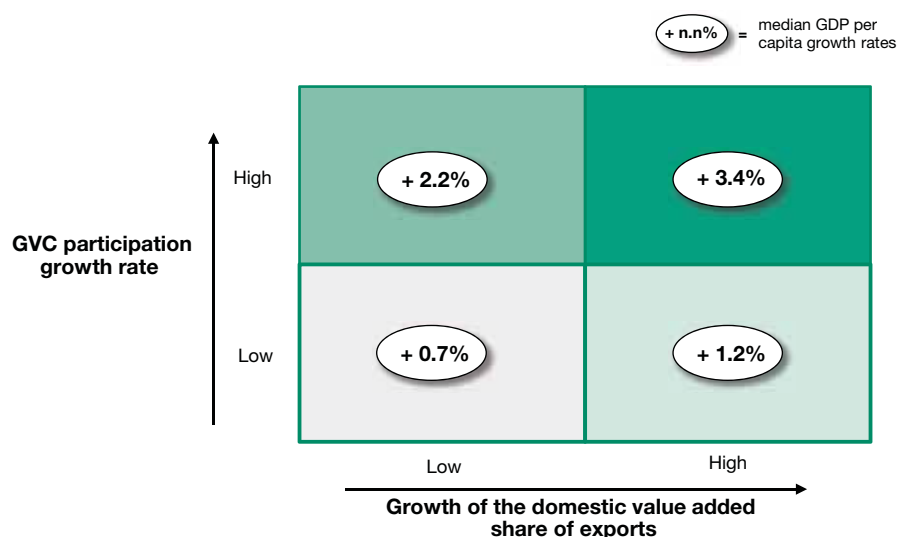 + n.n% = median GDP per
capita growth rates
High
+ 2.2%
+ 3.4%
GVC participation
growth rate
Low
+ 0.7%
+ 1.2%
Low
High
Growth of the domestic value added
share of exports